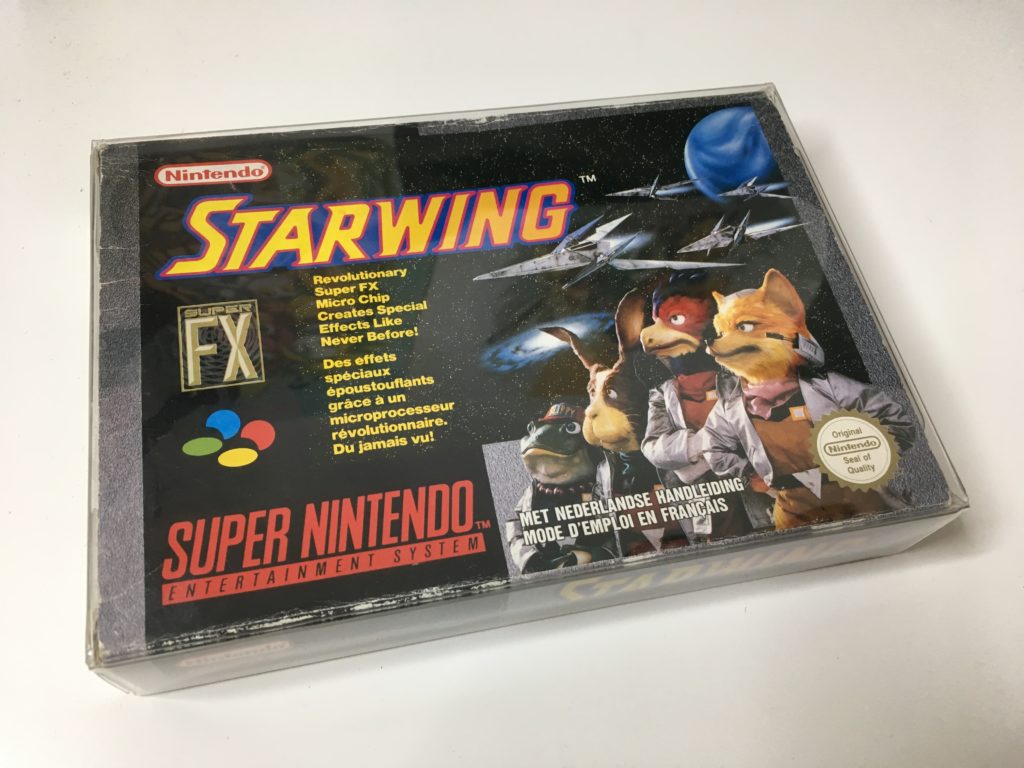 Nintendo®
STARWING™
Revolutionary
Super FX
Micro Chip
Creates Special
Effects Like
Never Before!
SUPER
FX
Des effets
spéciaux
époustouflants
grâce à un
microprocesseur
révolutionnaire.
Du jamais vu!
Original
Nintendo
Seal of
Quality
MET NEDERLANDSE HANDLEIDING
MODE D'EMPLOI EN FRANÇAIS
SUPER NINTENDO™
ENTERTAINMENT SYSTEM
STARWING
Nintendo